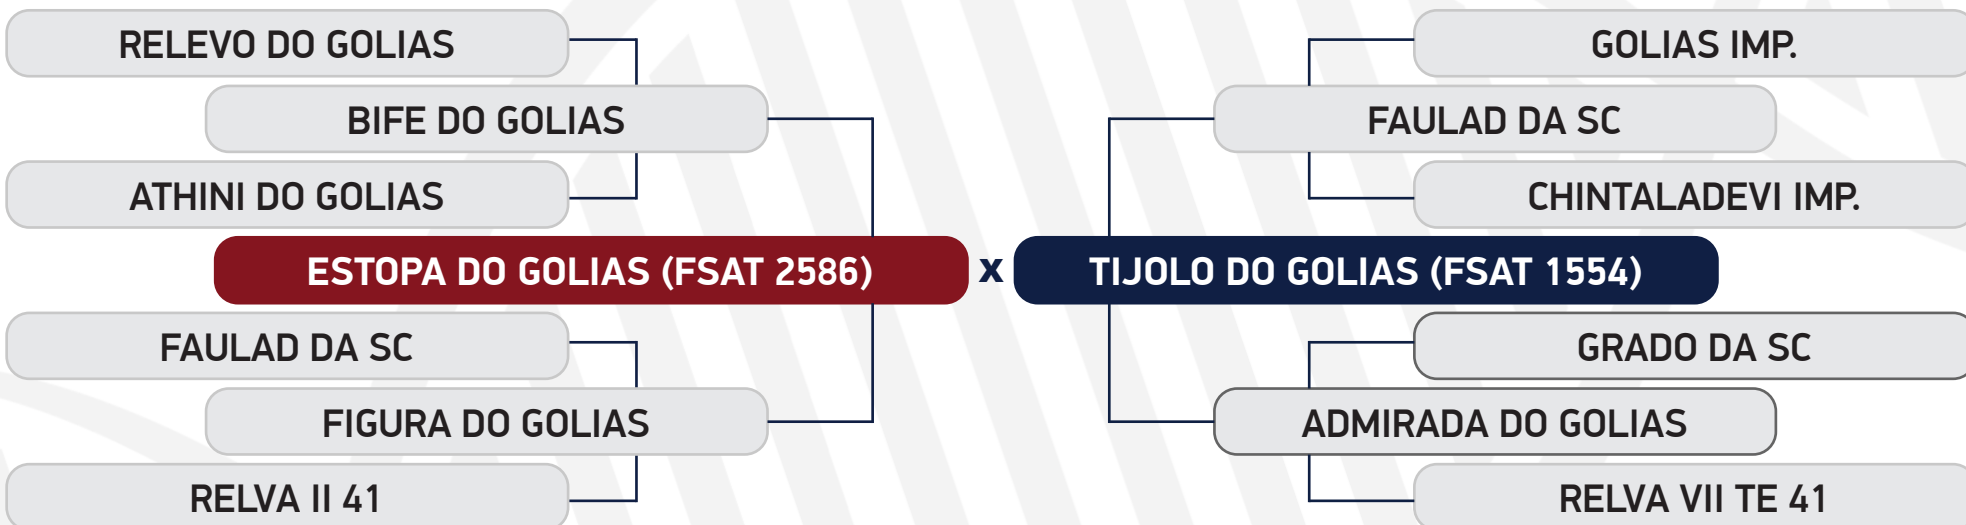 RELEVO DO GOLIAS
GOLIAS IMP.
BIFE DO GOLIAS
FAULAD DA SC
ATHINI DO GOLIAS
CHINTALADEVI IMP.
ESTOPA DO GOLIAS (FSAT 2586) x TIJOLO DO GOLIAS (FSAT 1554)
FAULAD DA SC
GRADO DA SC
FIGURA DO GOLIAS
ADMIRADA DO GOLIAS
RELVA II 41
RELVA VII TE 41